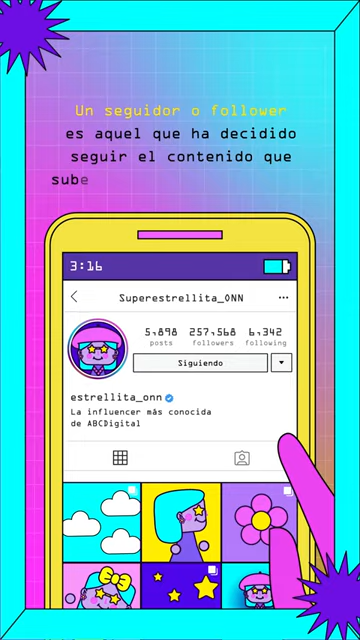 Un seguidor o follower
es aquel que ha decidido
seguir el contenido que
sube
3:16
Superestrellita_ONN
5,898 257,568 6,342
posts followers following
Siguiendo
estrellita_onn
La influencer más conocida
de ABCDigital